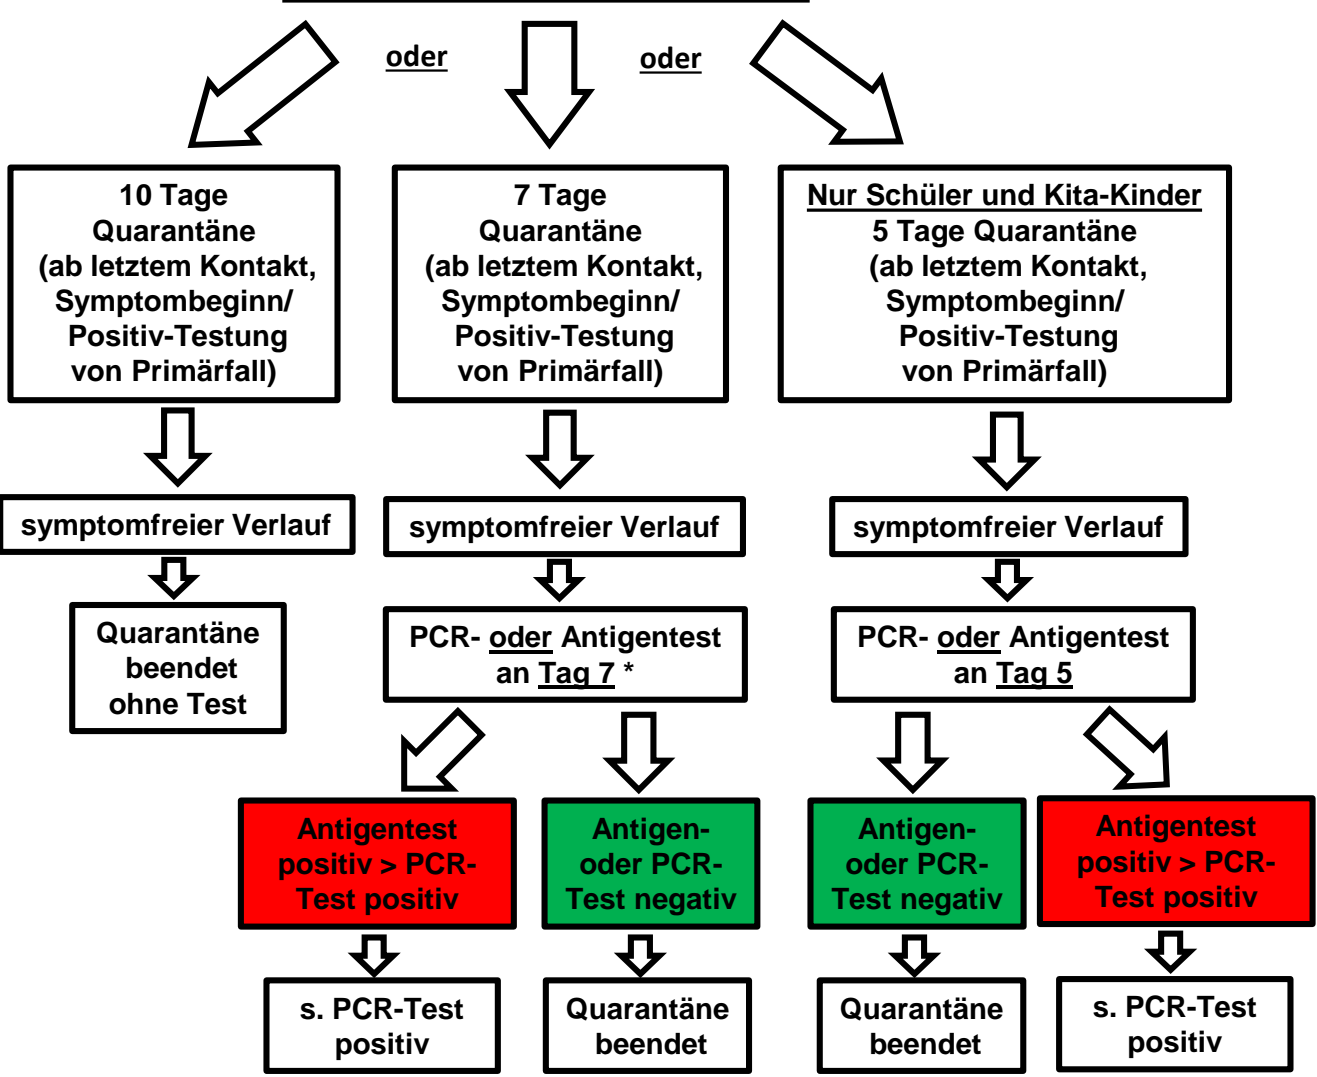 oder
oder
10 Tage
Quarantäne
(ab letztem Kontakt,
Symptombeginn/
Positiv-Testung
von Primärfall)
7 Tage
Quarantäne
(ab letztem Kontakt,
Symptombeginn/
Positiv-Testung
von Primärfall)
Nur Schüler und Kita-Kinder
5 Tage Quarantäne
(ab letztem Kontakt,
Symptombeginn/
Positiv-Testung
von Primärfall)
symptomfreier Verlauf
symptomfreier Verlauf
symptomfreier Verlauf
Quarantäne
beendet
ohne Test
PCR- oder Antigentest
an Tag 7 *
PCR- oder Antigentest
an Tag 5
Antigentest
positiv > PCR-
Test positiv
Antigen-
oder PCR-
Test negativ
Antigen-
oder PCR-
Test negativ
Antigentest
positiv > PCR-
Test positiv
s. PCR-Test
positiv
Quarantäne
beendet
Quarantäne
beendet
s. PCR-Test
positiv